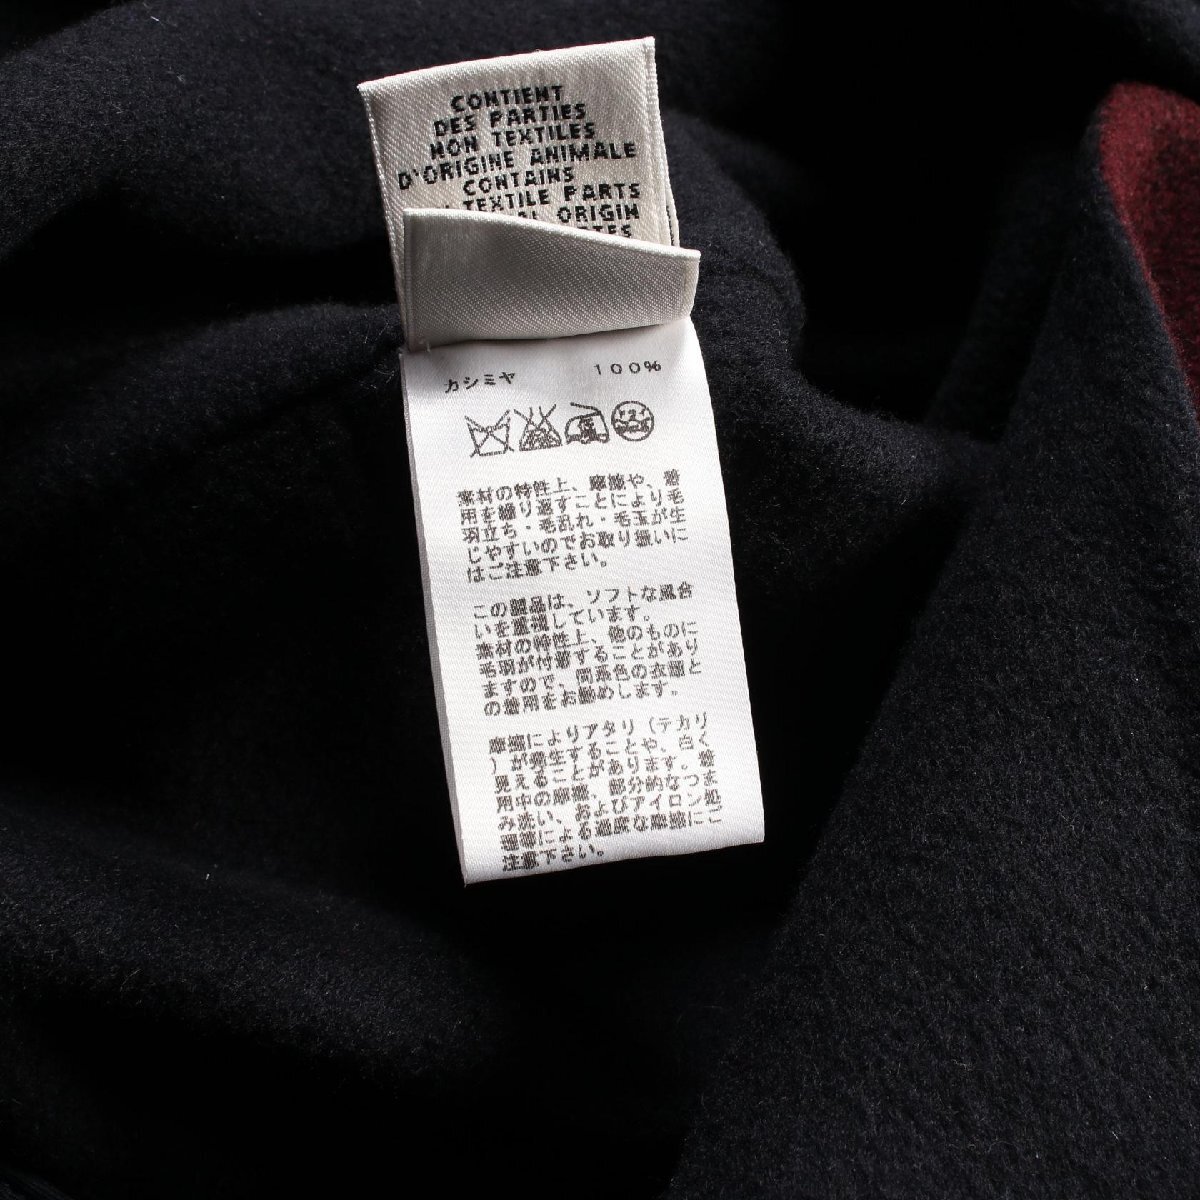 CONTIENT
DES PARTIES
NON TEXTILES
D'ORIGINE ANIMALE
CONTAINS
TEXTILE PARTS
ORIGIN
カシミヤ 100%
素材の特性上、摩擦や、着
用を繰り返すことにより毛
羽立ち・毛乱れ・毛玉が生
じやすいのでお取り扱いに
はご注意下さい。
この製品は、ソフトな風合
いを重視しています。
素材の特性上、他のものに
毛羽が付着することがあり
ますので、同系色の衣類と
の着用をお勧めします。
摩擦によりアタリ（テカリ
）が発生することや、白く
見えることがあります。着
用中の摩擦、部分的なつま
み洗い、およびアイロン処
理等による過度な摩擦にご
注意下さい。